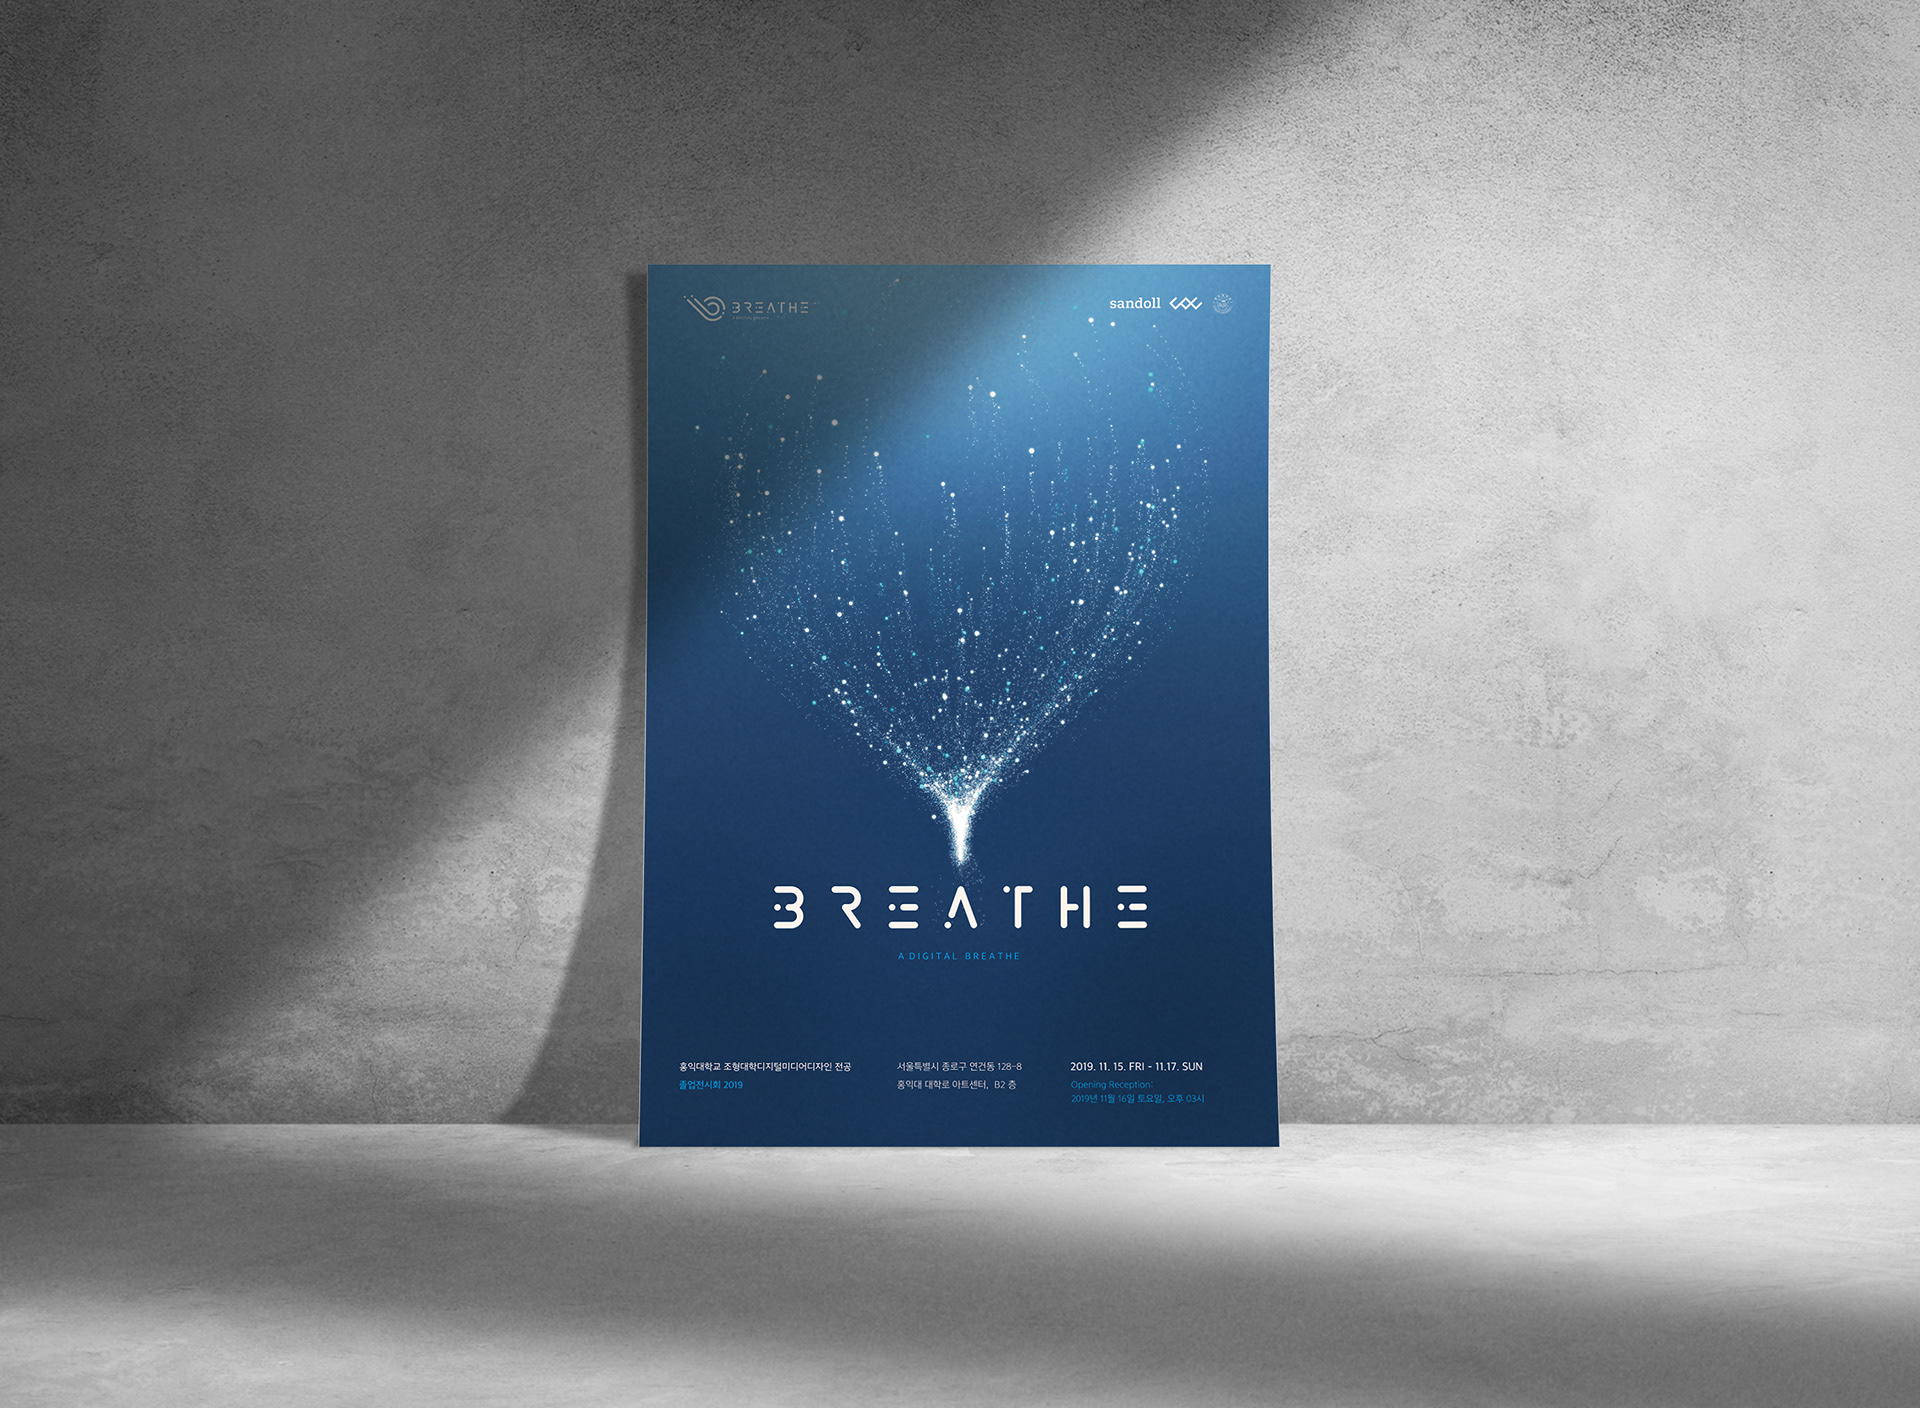 BREATHE
sandoll
BREATHE
A DIGITAL BREATHE
홍익대학교 조형대학디지털미디어디자인 전공
졸업전시회 2019
서울특별시 종로구 연건동 128-8
홍익대 대학로 아트센터, B2 층
2019. 11. 15. FRI - 11.17. SUN
Opening Reception:
2019년 11월 16일 토요일, 오후 03시